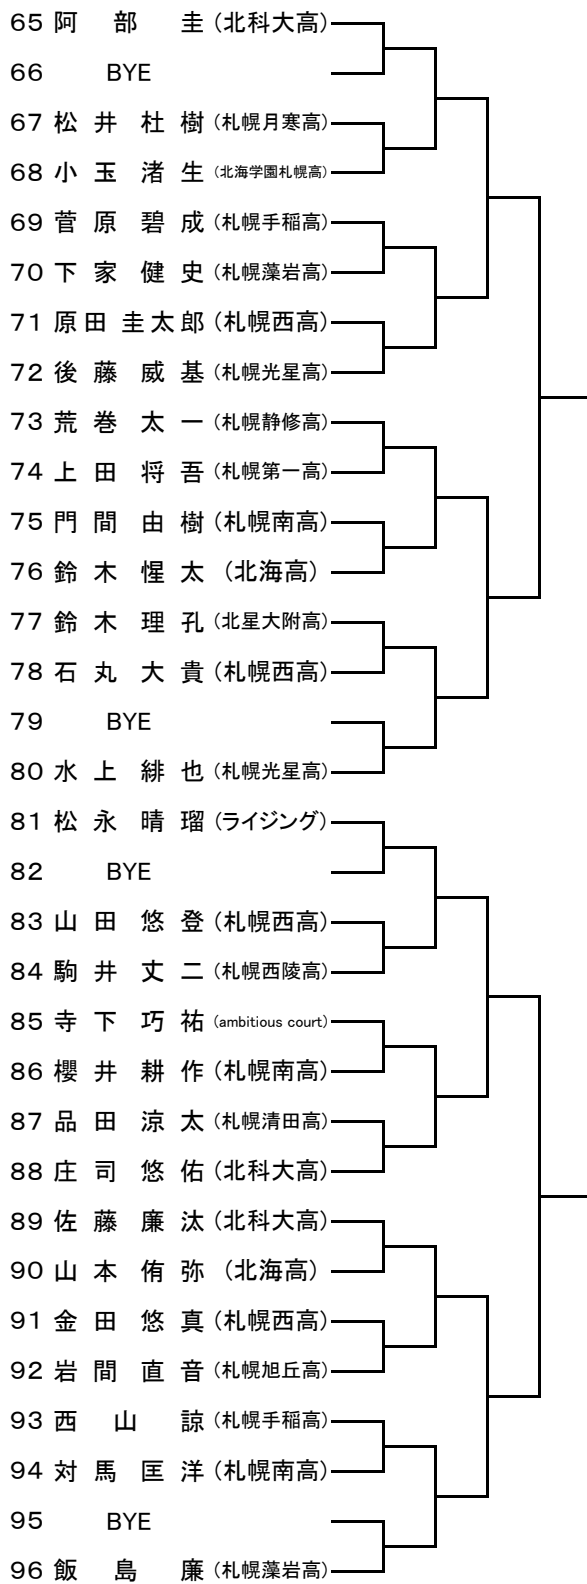 65 阿部 圭 (北科大高)
66 BYE
67 松井 杜樹 (札幌月寒高)
68 小玉 渚生 (北海学園札幌高)
69 菅原 碧成 (札幌手稲高)
70 下家 健史 (札幌藻岩高)
71 原田 圭太郎 (札幌西高)
72 後藤 威基 (札幌光星高)
73 荒巻 太一 (札幌静修高)
74 上田 将吾 (札幌第一高)
75 門間 由樹 (札幌南高)
76 鈴木 惺太 (北海高)
77 鈴木 理孔 (北星大附高)
78 石丸 大貴 (札幌西高)
79 BYE
80 水上 緋也 (札幌光星高)
81 松永 晴瑠 (ライジング)
82 BYE
83 山田 悠登 (札幌西高)
84 駒井 丈二 (札幌西陵高)
85 寺下 巧祐 (ambitious court)
86 櫻井 耕作 (札幌南高)
87 品田 涼太 (札幌清田高)
88 庄司 悠佑 (北科大高)
89 佐藤 廉汰 (北科大高)
90 山本 侑弥 (北海高)
91 金田 悠真 (札幌西高)
92 岩間 直音 (札幌旭丘高)
93 西山 諒 (札幌手稲高)
94 対馬 匡洋 (札幌南高)
95 BYE
96 飯島 廉 (札幌藻岩高)